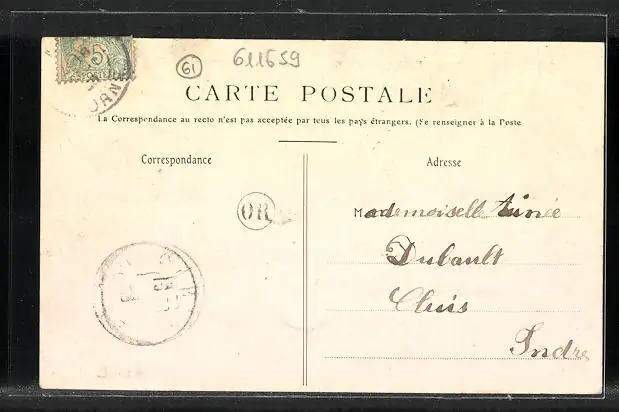 5
61
611659
CARTE POSTALE
La Correspondance au recto n'est pas acceptée par tous les pays étrangers. (Se renseigner à la Poste
Correspondance
Adresse
OR
Mademoiselle Aimée
Dubault
Cluis
Indre